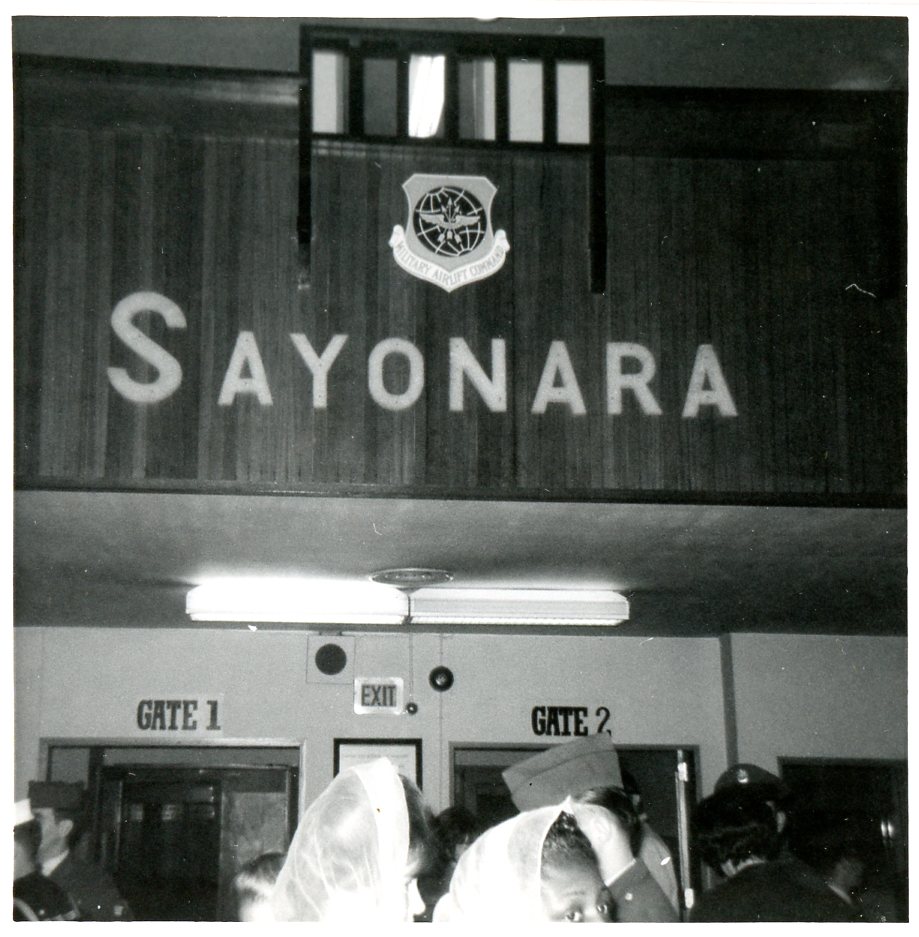 MILITARY AIRLIFT COMMAND
SAYONARA
EXIT
GATE 1
GATE 2